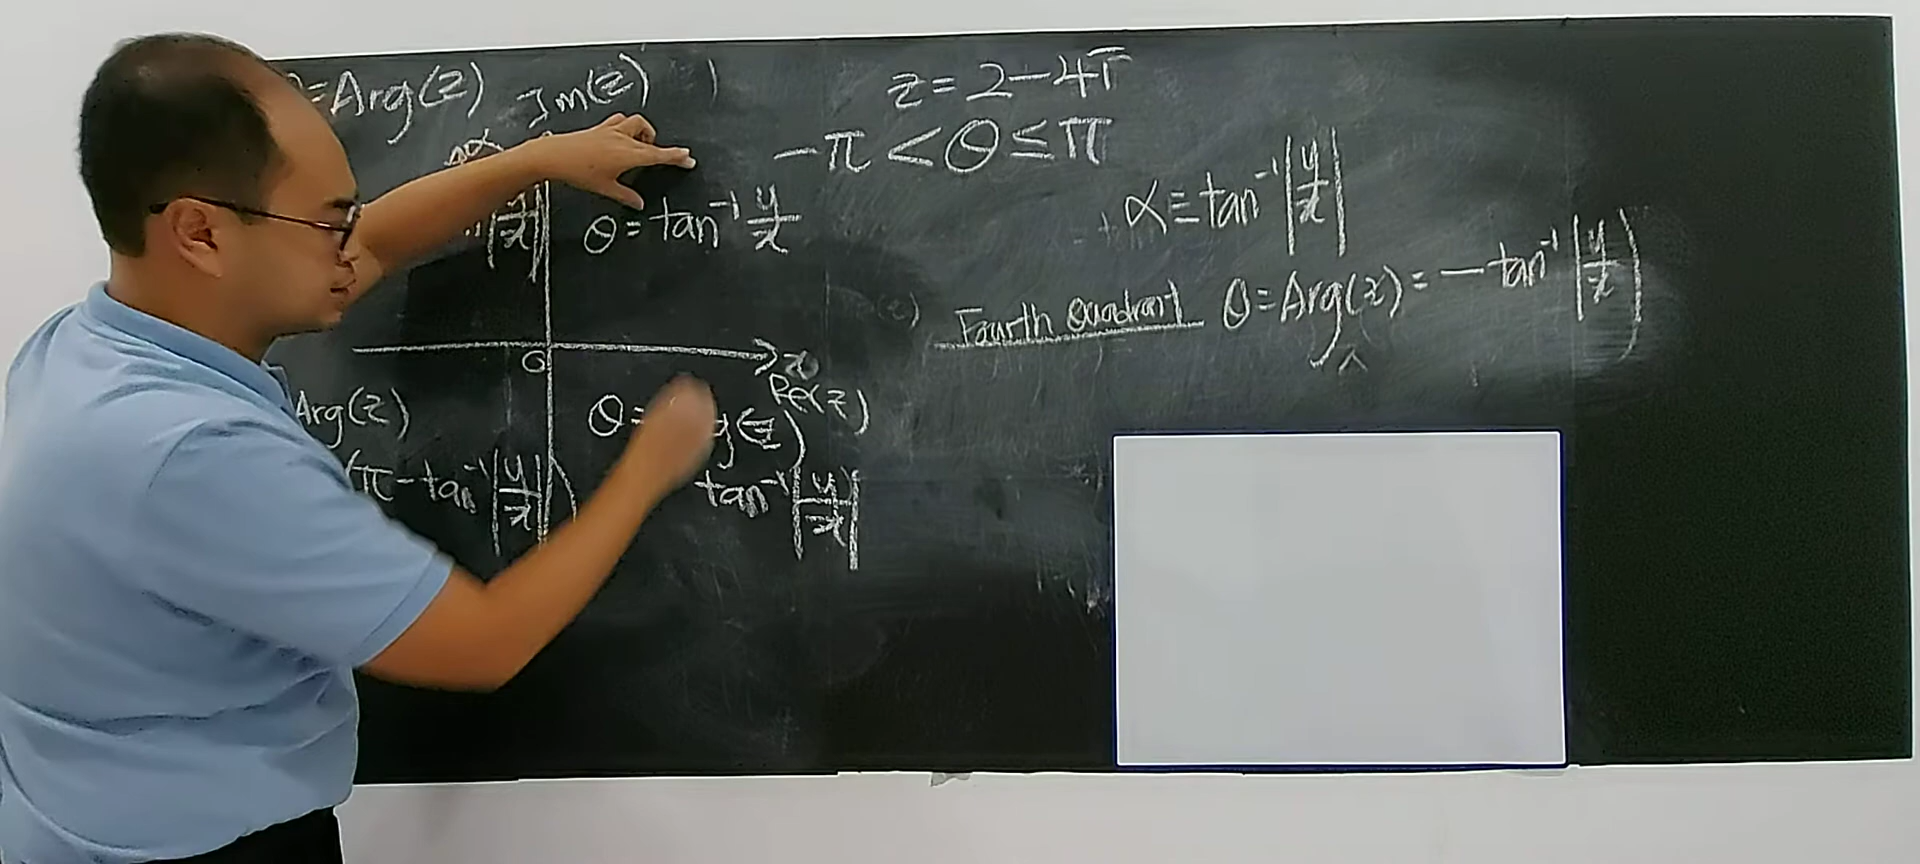 =Arg(z)
Im(z)
z=2-4i
-π<θ≤π
|y/x|
θ=tan⁻¹ y/x
α=tan⁻¹|y/x|
Fourth Quadrant θ=Arg(z)=-tan⁻¹|y/x|
O
x
Re(z)
Arg(z)
θ=
g(z)
(π-tan⁻¹|y/x|)
tan⁻¹|y/x|